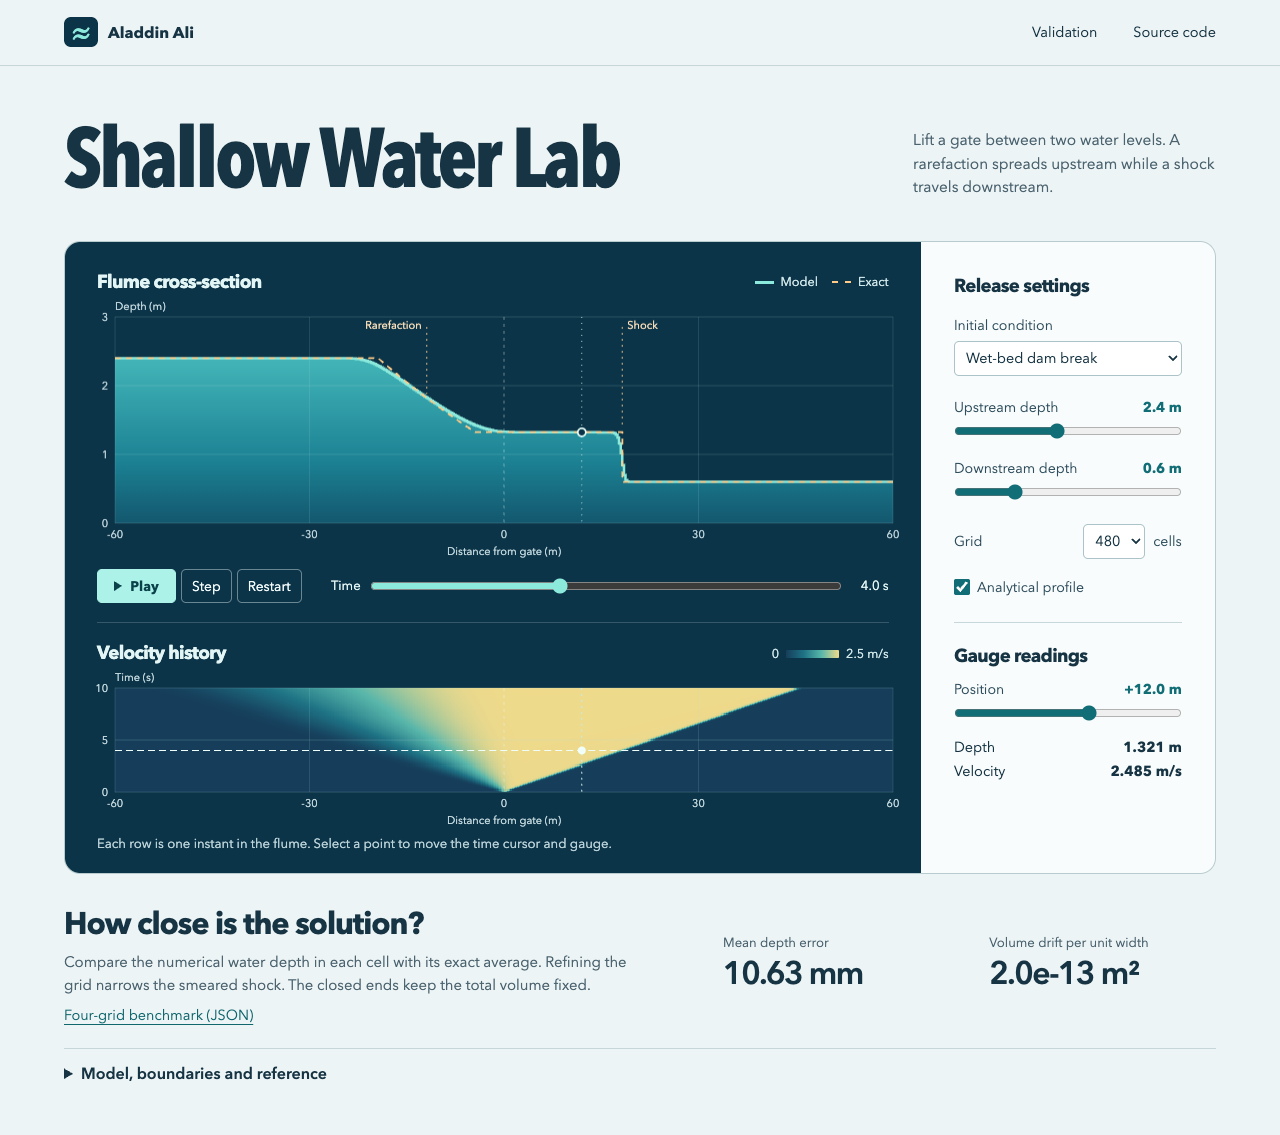 Aladdin Ali
Validation
Source code
Shallow Water Lab
Lift a gate between two water levels. A
rarefaction spreads upstream while a shock
travels downstream.
Flume cross-section
Model
Exact
Depth (m)
3
2
1
0
Rarefaction
Shock
-60
-30
0
30
60
Distance from gate (m)
Play
Step
Restart
Time
4.0 s
Velocity history
0
2.5 m/s
Time (s)
10
5
0
-60
-30
0
30
60
Distance from gate (m)
Each row is one instant in the flume. Select a point to move the time cursor and gauge.
Release settings
Initial condition
Wet-bed dam break
Upstream depth
2.4 m
Downstream depth
0.6 m
Grid
480
cells
Analytical profile
Gauge readings
Position
+12.0 m
Depth
1.321 m
Velocity
2.485 m/s
How close is the solution?
Compare the numerical water depth in each cell with its exact average. Refining the
grid narrows the smeared shock. The closed ends keep the total volume fixed.
Four-grid benchmark (JSON)
Mean depth error
10.63 mm
Volume drift per unit width
2.0e-13 m²
Model, boundaries and reference